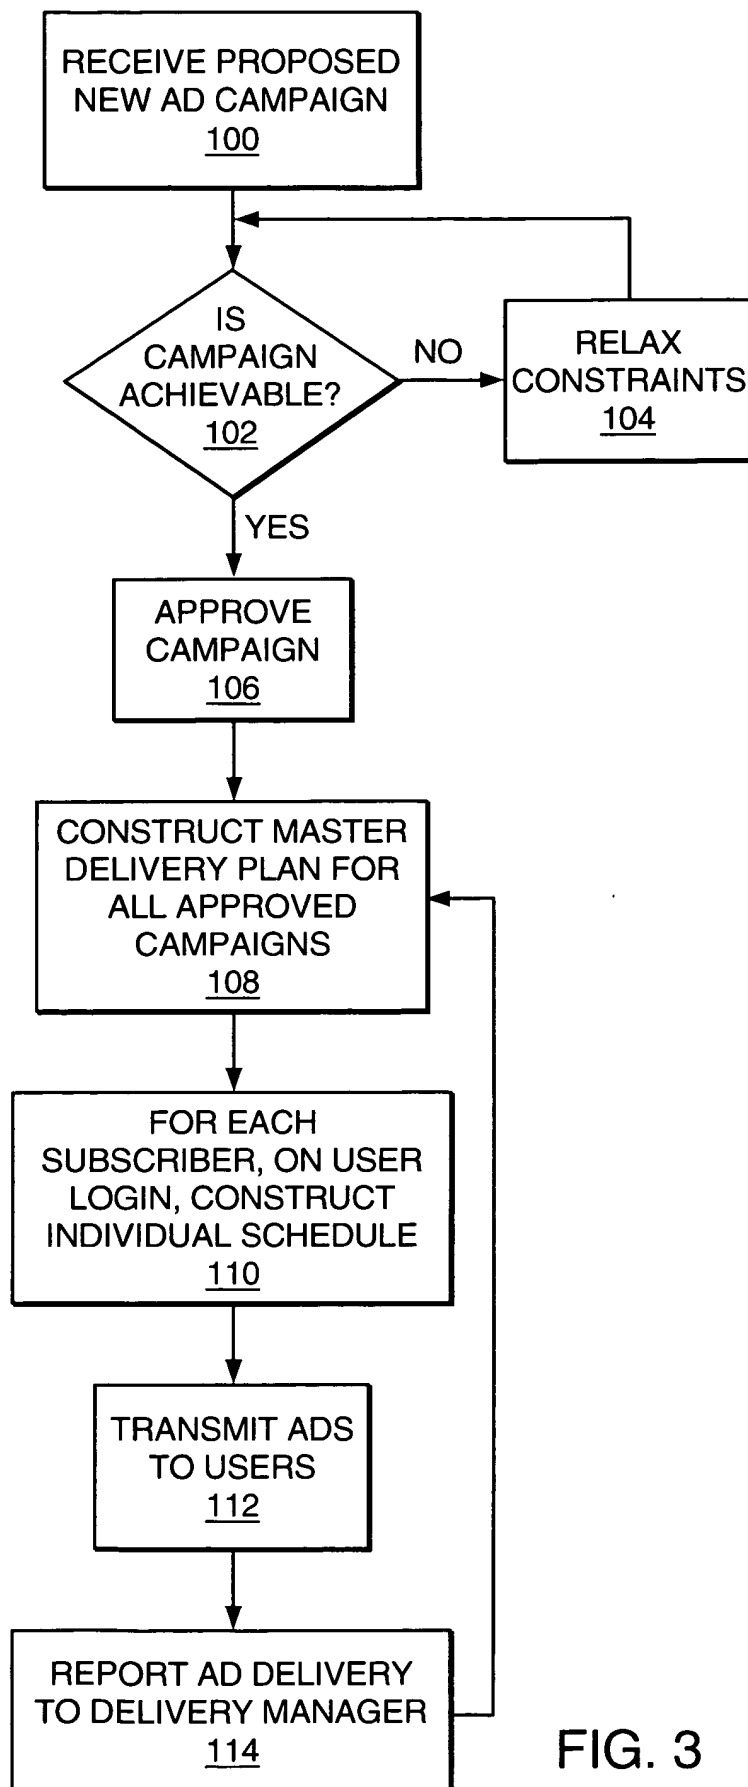 RECEIVE PROPOSED
NEW AD CAMPAIGN
100
IS
CAMPAIGN
ACHIEVABLE?
102
NO
RELAX
CONSTRAINTS
104
YES
APPROVE
CAMPAIGN
106
CONSTRUCT MASTER
DELIVERY PLAN FOR
ALL APPROVED
CAMPAIGNS
108
FOR EACH
SUBSCRIBER, ON USER
LOGIN, CONSTRUCT
INDIVIDUAL SCHEDULE
110
TRANSMIT ADS
TO USERS
112
REPORT AD DELIVERY
TO DELIVERY MANAGER
114
FIG. 3